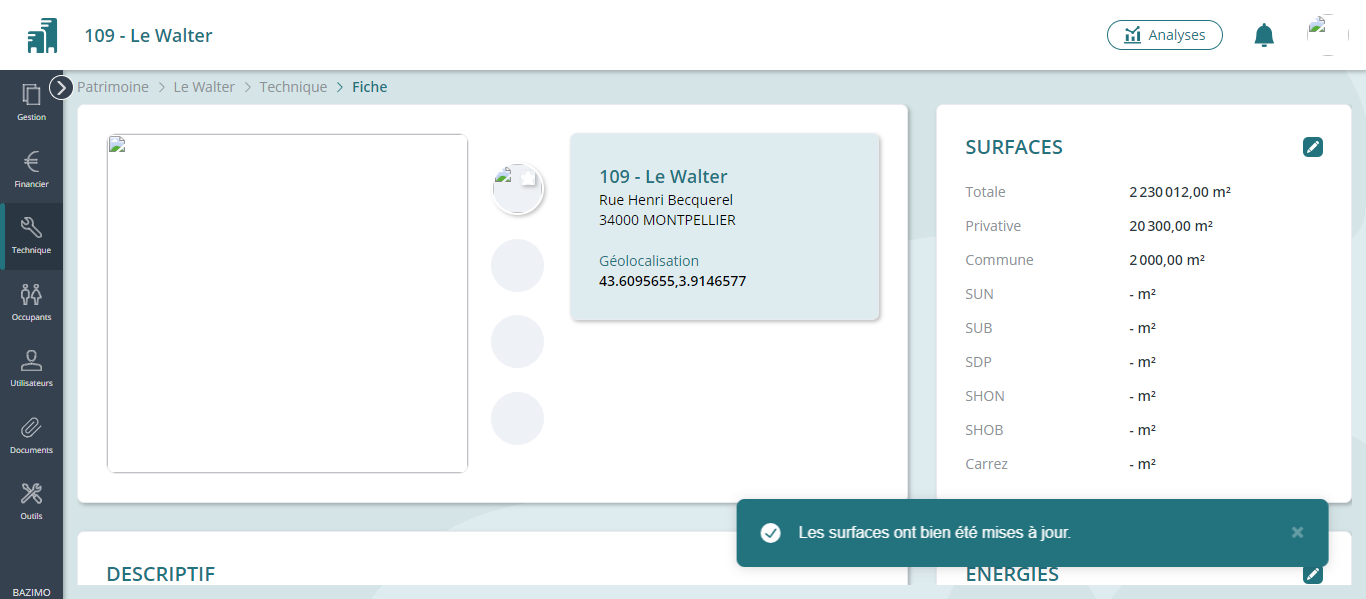 109 - Le Walter
Analyses
Patrimoine > Le Walter > Technique > Fiche
Gestion
Financier
Technique
Occupants
Utilisateurs
Documents
Outils
BAZIMO
109 - Le Walter
Rue Henri Becquerel
34000 MONTPELLIER
Géolocalisation
43.6095655,3.9146577
SURFACES
Totale 2 230 012,00 m²
Privative 20 300,00 m²
Commune 2 000,00 m²
SUN - m²
SUB - m²
SDP - m²
SHON - m²
SHOB - m²
Carrez - m²
Les surfaces ont bien été mises à jour. ×
DESCRIPTIF
ENERGIES